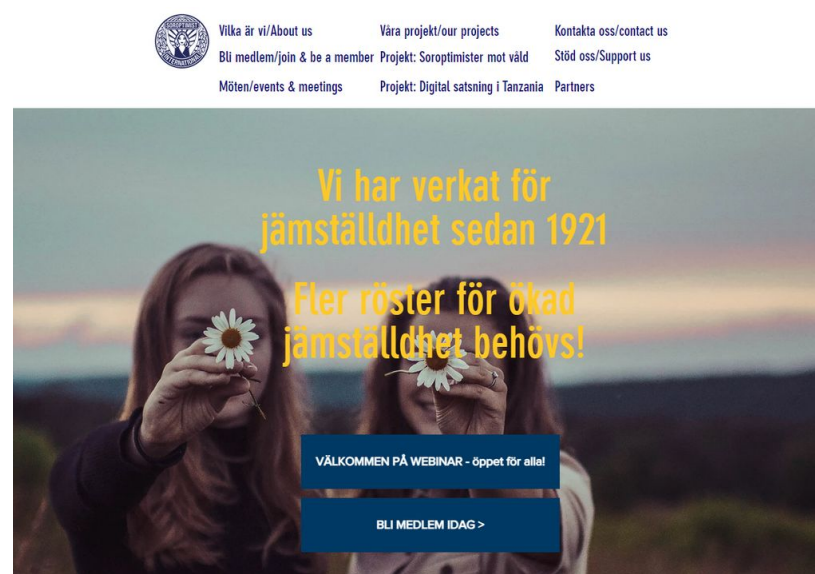 SOROPTIMIST
INTERNATIONAL
Vilka är vi/About us
Våra projekt/our projects
Kontakta oss/contact us
Bli medlem/join & be a member
Projekt: Soroptimister mot våld
Stöd oss/Support us
Möten/events & meetings
Projekt: Digital satsning i Tanzania
Partners
Vi har verkat för
jämställdhet sedan 1921
Fler röster för ökad
jämställdhet behövs!
VÄLKOMMEN PÅ WEBINAR - öppet för alla!
BLI MEDLEM IDAG >